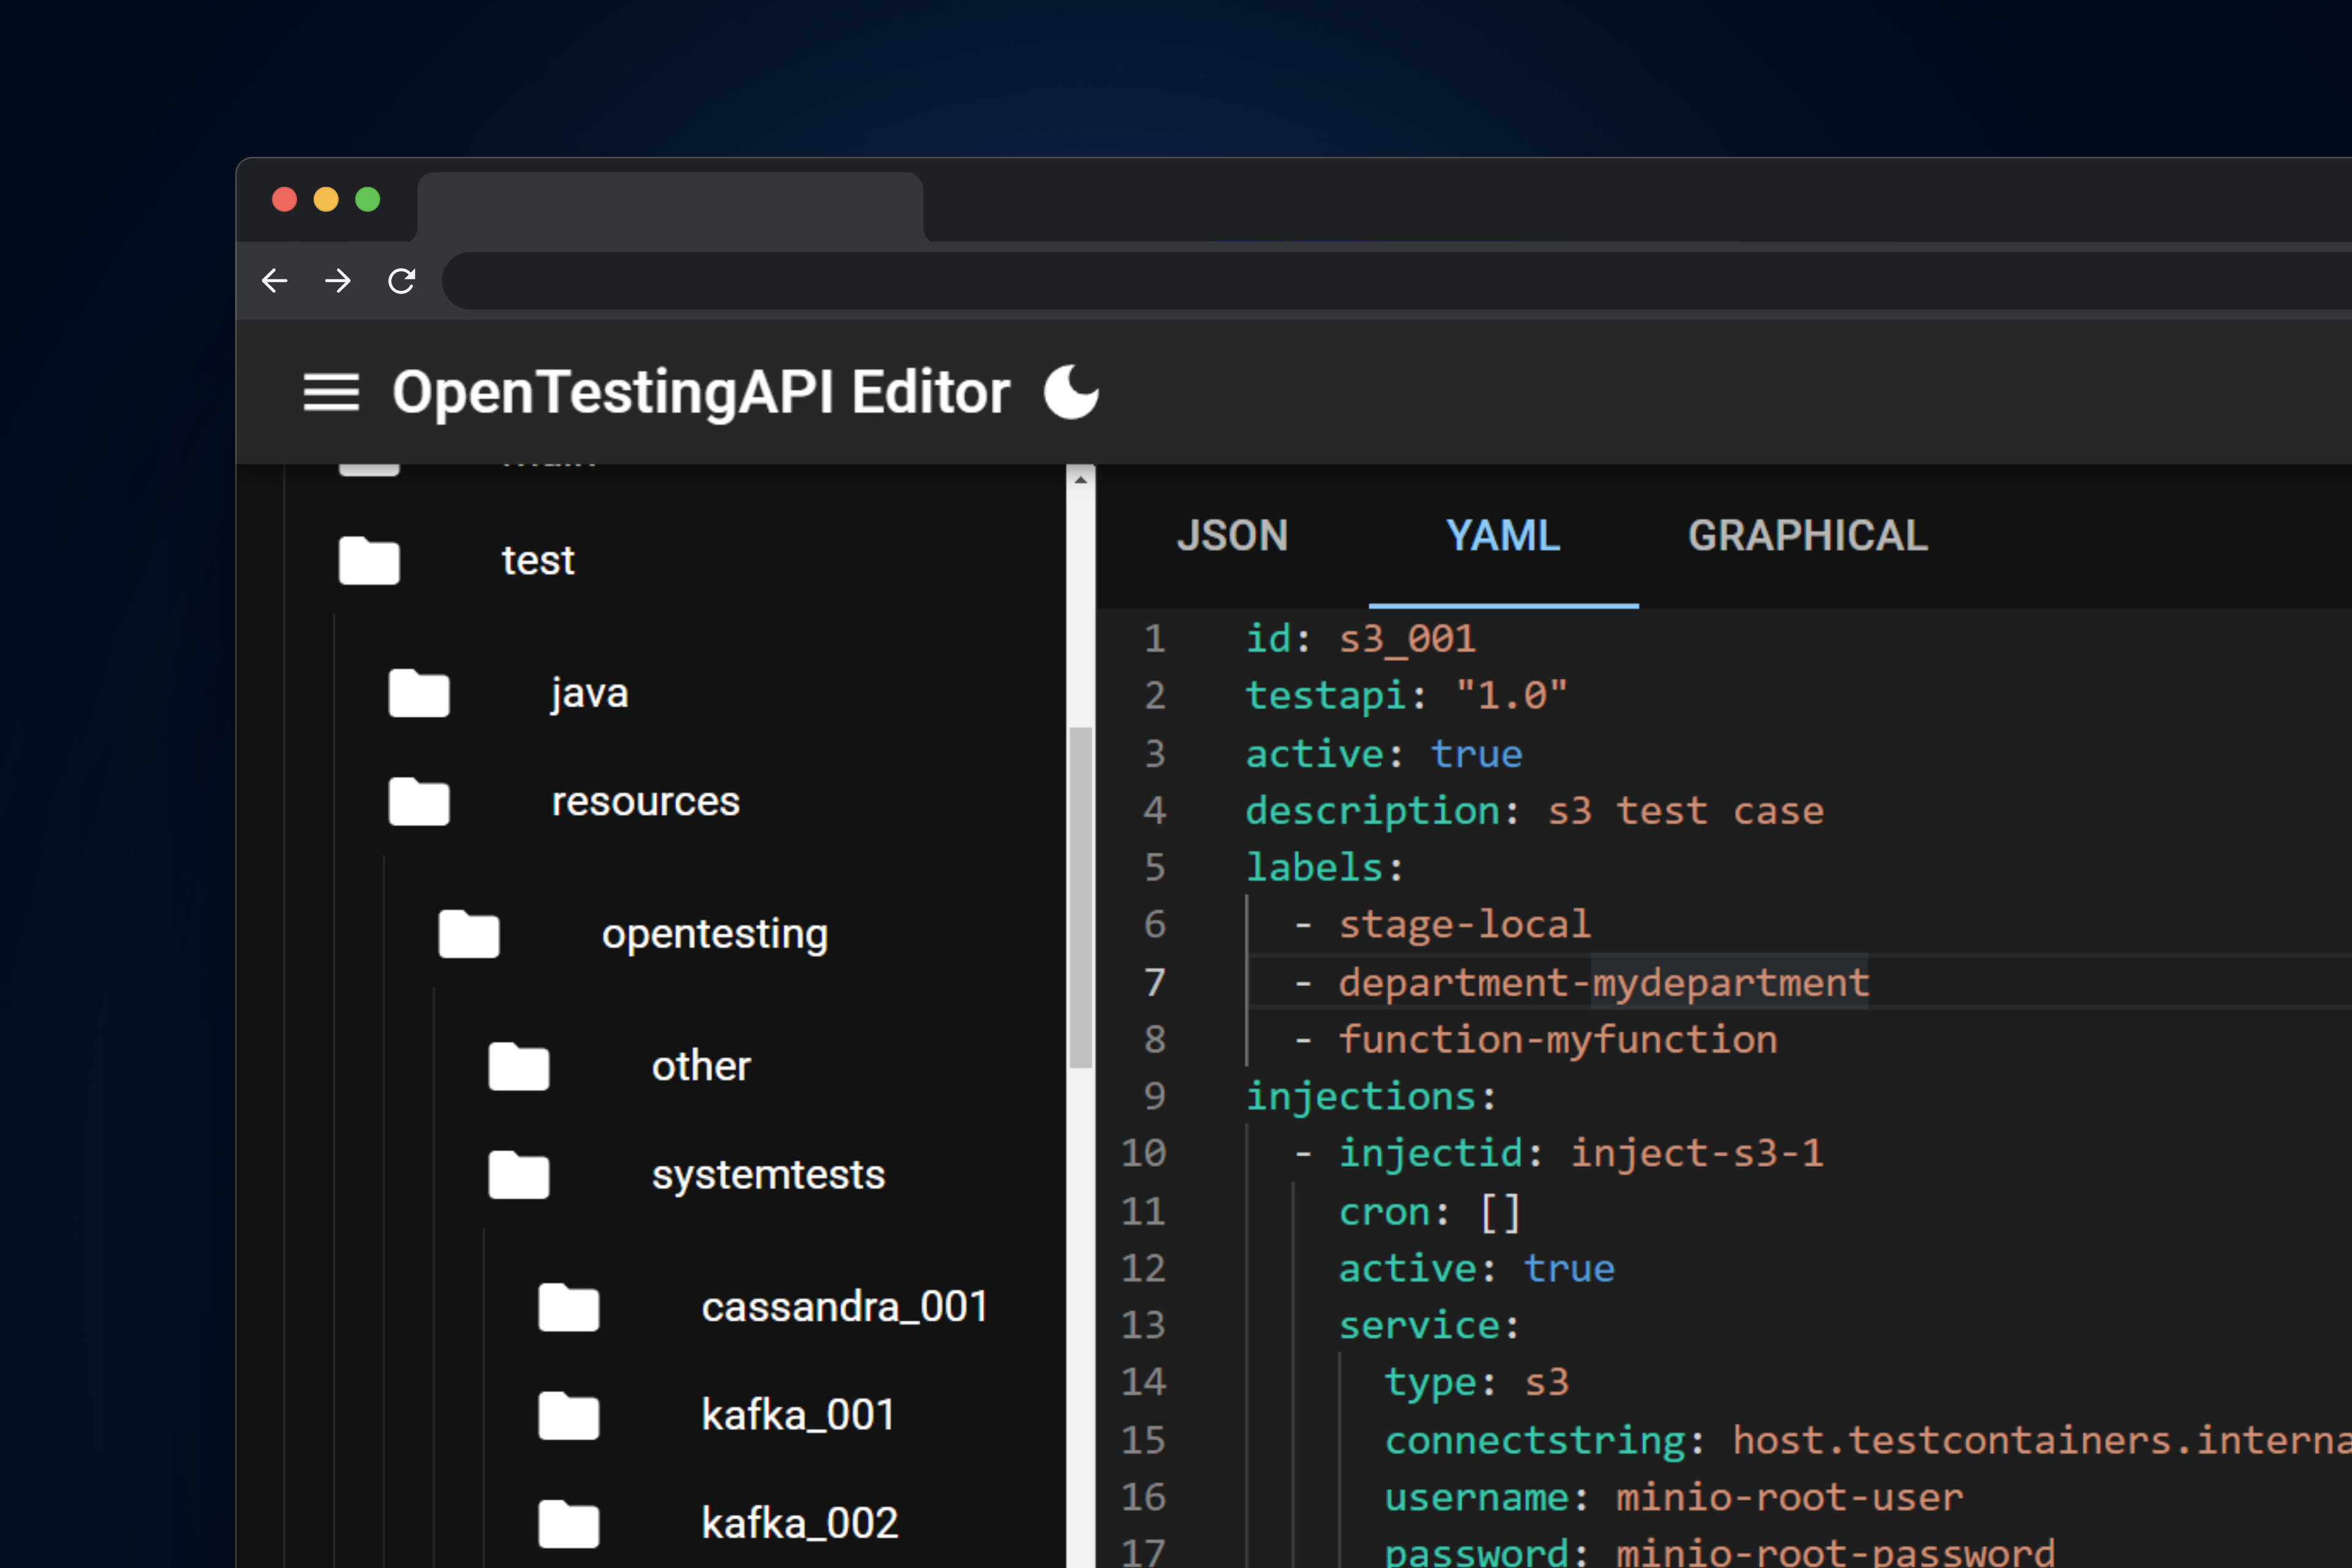 OpenTestingAPI Editor
test
java
resources
opentesting
other
systemtests
cassandra_001
kafka_001
kafka_002
JSON YAML GRAPHICAL
1 id: s3_001
2 testapi: "1.0"
3 active: true
4 description: s3 test case
5 labels:
6 - stage-local
7 - department-mydepartment
8 - function-myfunction
9 injections:
10 - injectid: inject-s3-1
11 cron: []
12 active: true
13 service:
14 type: s3
15 connectstring: host.testcontainers.interna
16 username: minio-root-user
17 password: minio-root-password